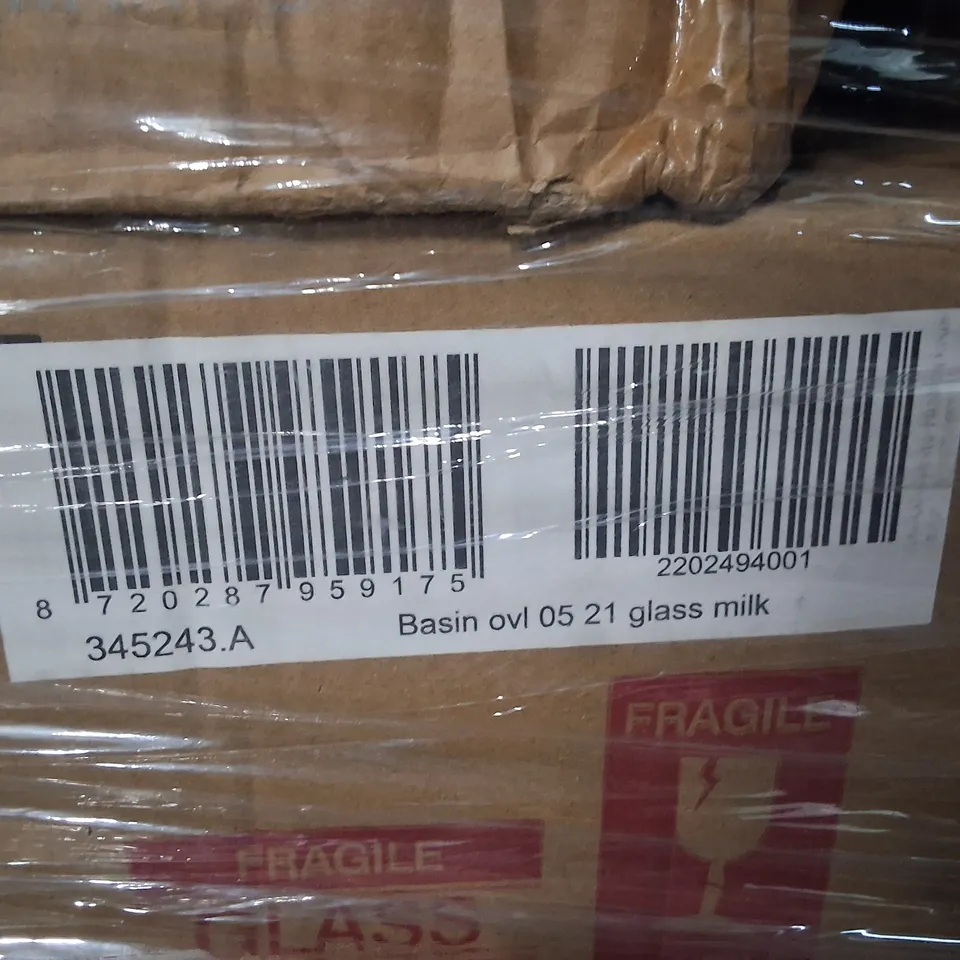 8 720287 959175
2202494001
345243.A
Basin ovl 05 21 glass milk
FRAGILE
FRAGILE
GLASS